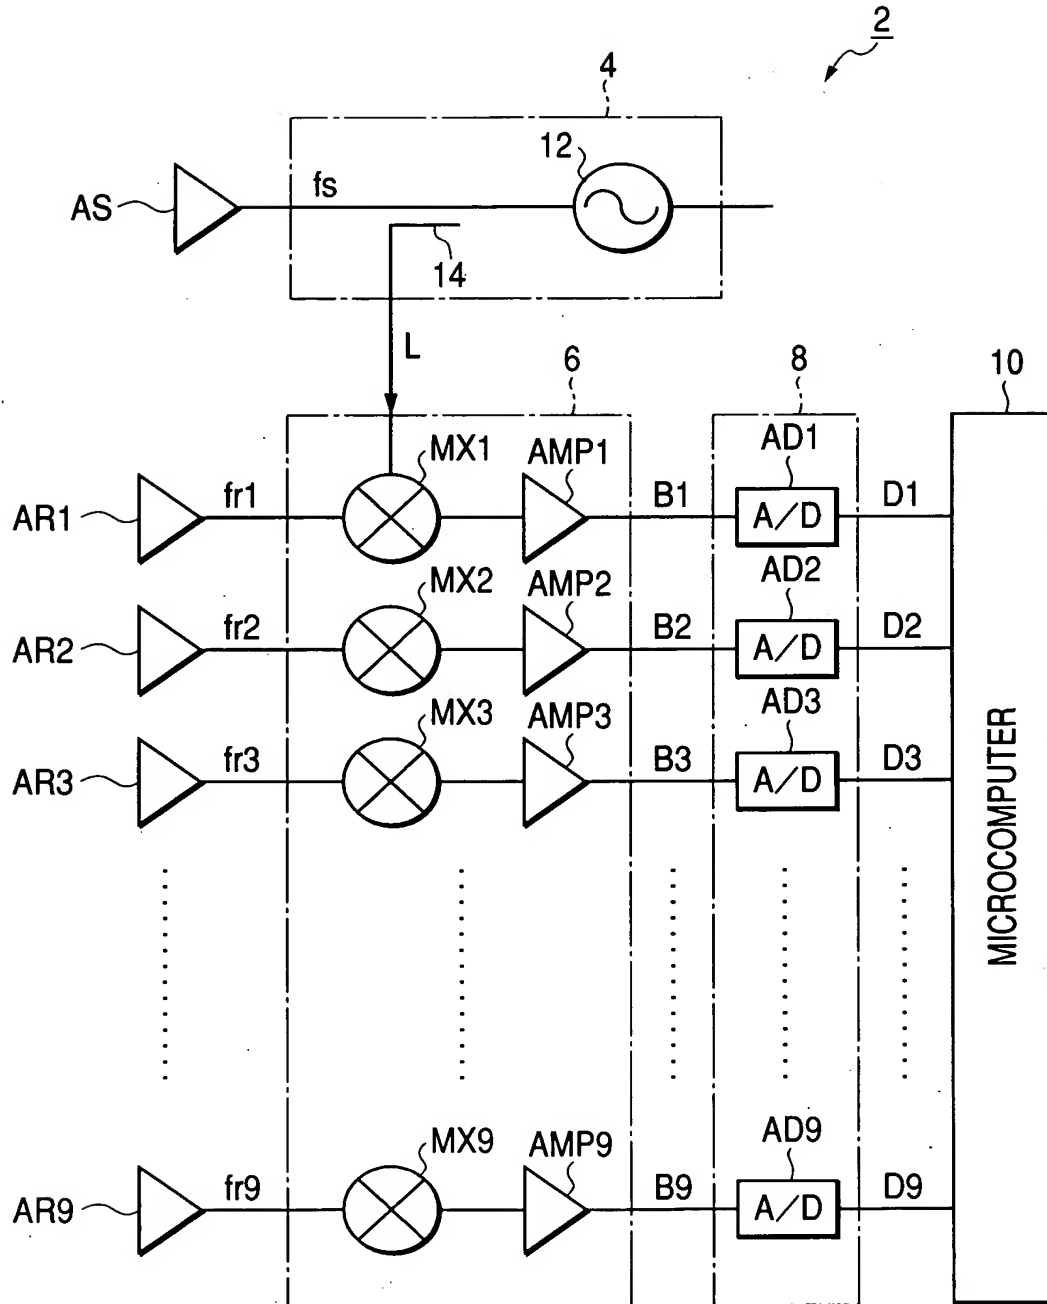 2
4
12
AS
fs
14
L
6
8
10
MX1
AMP1
AD1
AR1
fr1
B1
A/D
D1
MX2
AMP2
AD2
AR2
fr2
B2
A/D
D2
MX3
AMP3
AD3
AR3
fr3
B3
A/D
D3
MICROCOMPUTER
MX9
AMP9
AD9
AR9
fr9
B9
A/D
D9